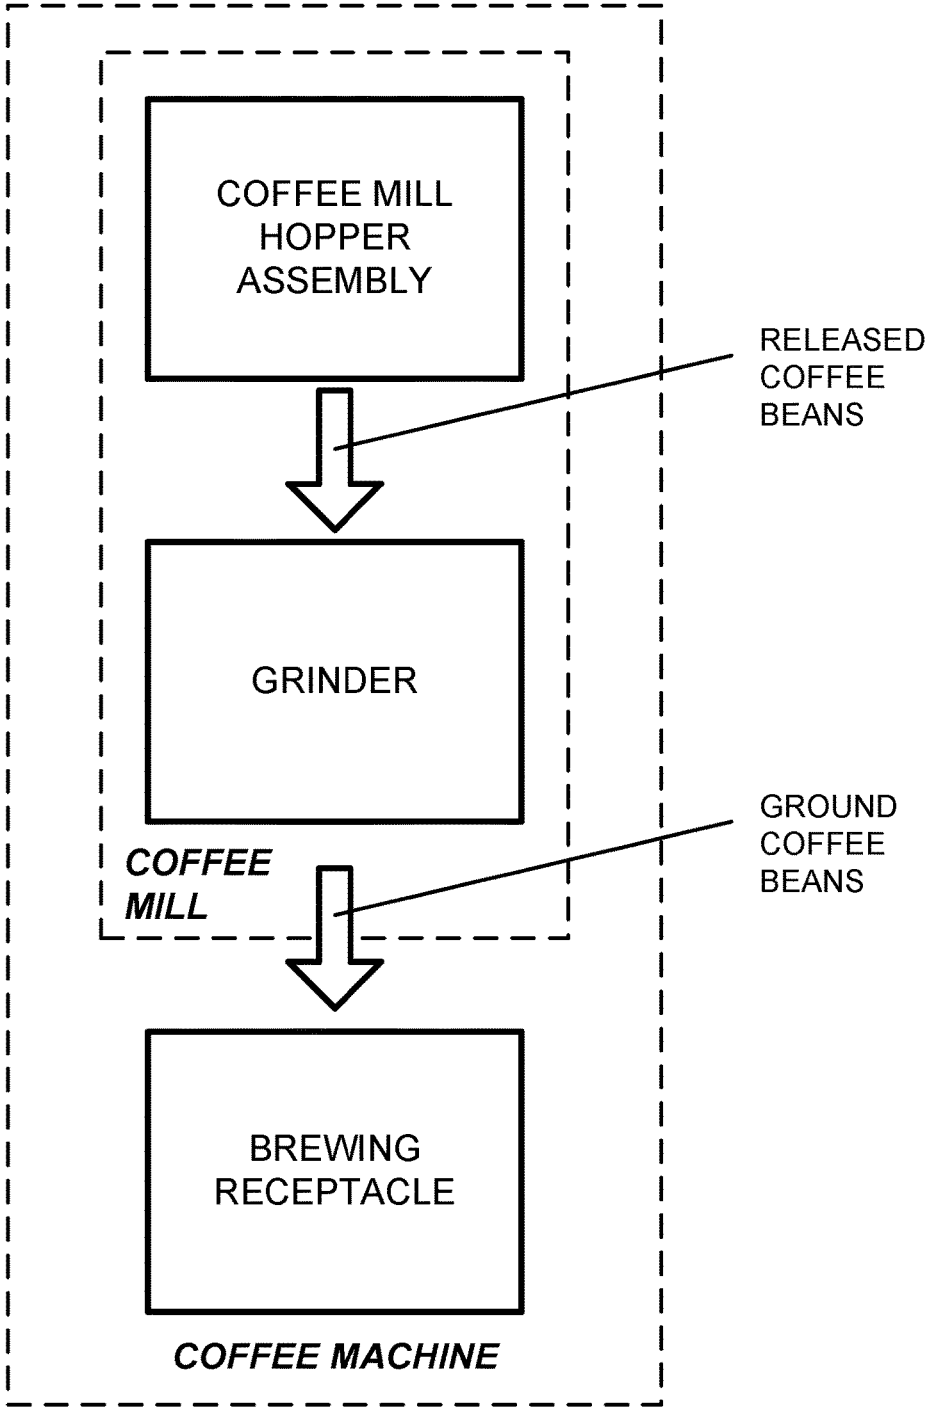 COFFEE MILL
HOPPER
ASSEMBLY
RELEASED
COFFEE
BEANS
GRINDER
GROUND
COFFEE
BEANS
COFFEE
MILL
BREWING
RECEPTACLE
COFFEE MACHINE